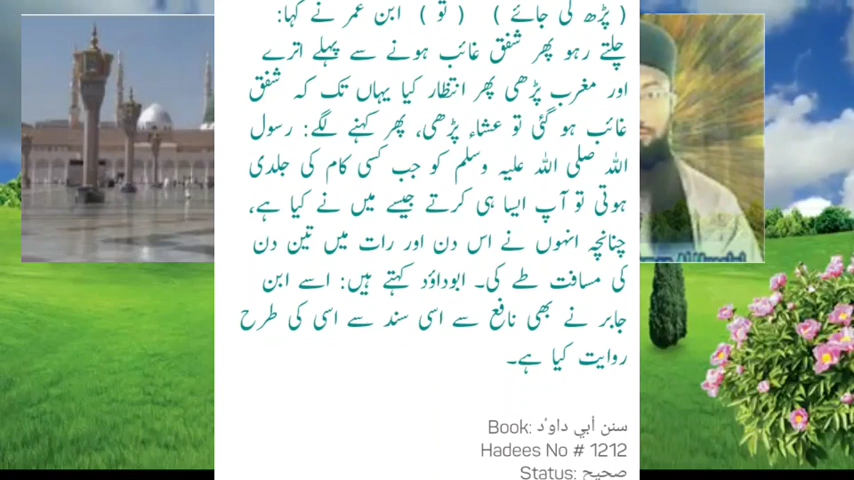 ( پڑھ لی جائے ) ( تو ) ابن عمر نے کہا:
چلتے رہو پھر شفق غائب ہونے سے پہلے اترے
اور مغرب پڑھی پھر انتظار کیا یہاں تک کہ شفق
غائب ہو گئی تو عشاء پڑھی، پھر کہنے لگے: رسول
اللہ صلی اللہ علیہ وسلم کو جب کسی کام کی جلدی
ہوتی تو آپ ایسا ہی کرتے جیسے میں نے کیا ہے،
چنانچہ انہوں نے اس دن اور رات میں تین دن
کی مسافت طے کی۔ ابوداؤد کہتے ہیں: اسے ابن
جابر نے بھی نافع سے اسی سند سے اسی کی طرح
روایت کیا ہے۔
Book: سنن أبي داوٗد
Hadees No # 1212
Status: صحیح